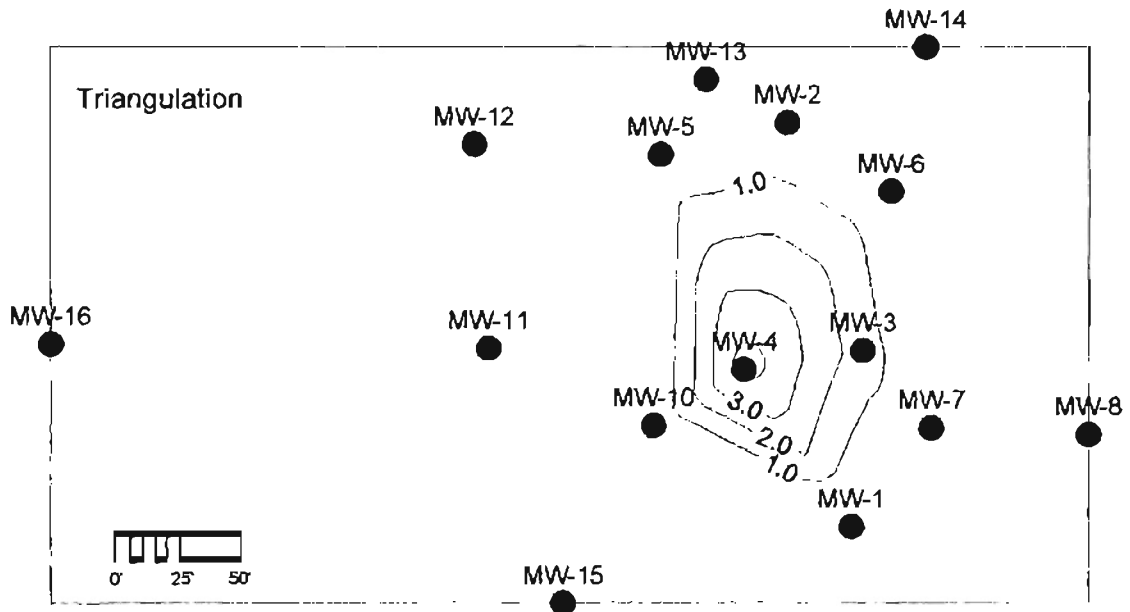 MW-14
MW-13
Triangulation
MW-2
MW-12
MW-5
MW-6
1.0
MW-16
MW-11
MW-3
MW-4
3.0
MW-10
MW-7
MW-8
2.0
1.0
MW-1
0' 25' 50'
MW-15